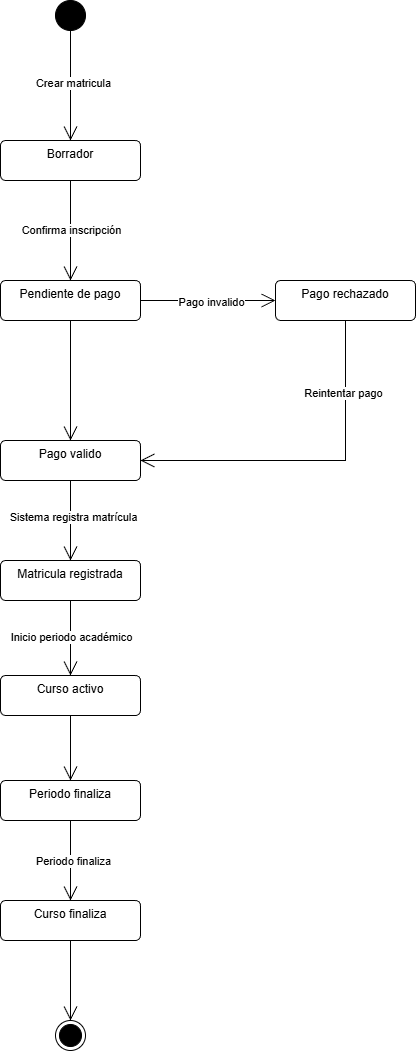 Crear matricula
Borrador
Confirma inscripción
Pendiente de pago
Pago invalido
Pago rechazado
Reintentar pago
Pago valido
Sistema registra matrícula
Matricula registrada
Inicio periodo académico
Curso activo
Periodo finaliza
Periodo finaliza
Curso finaliza